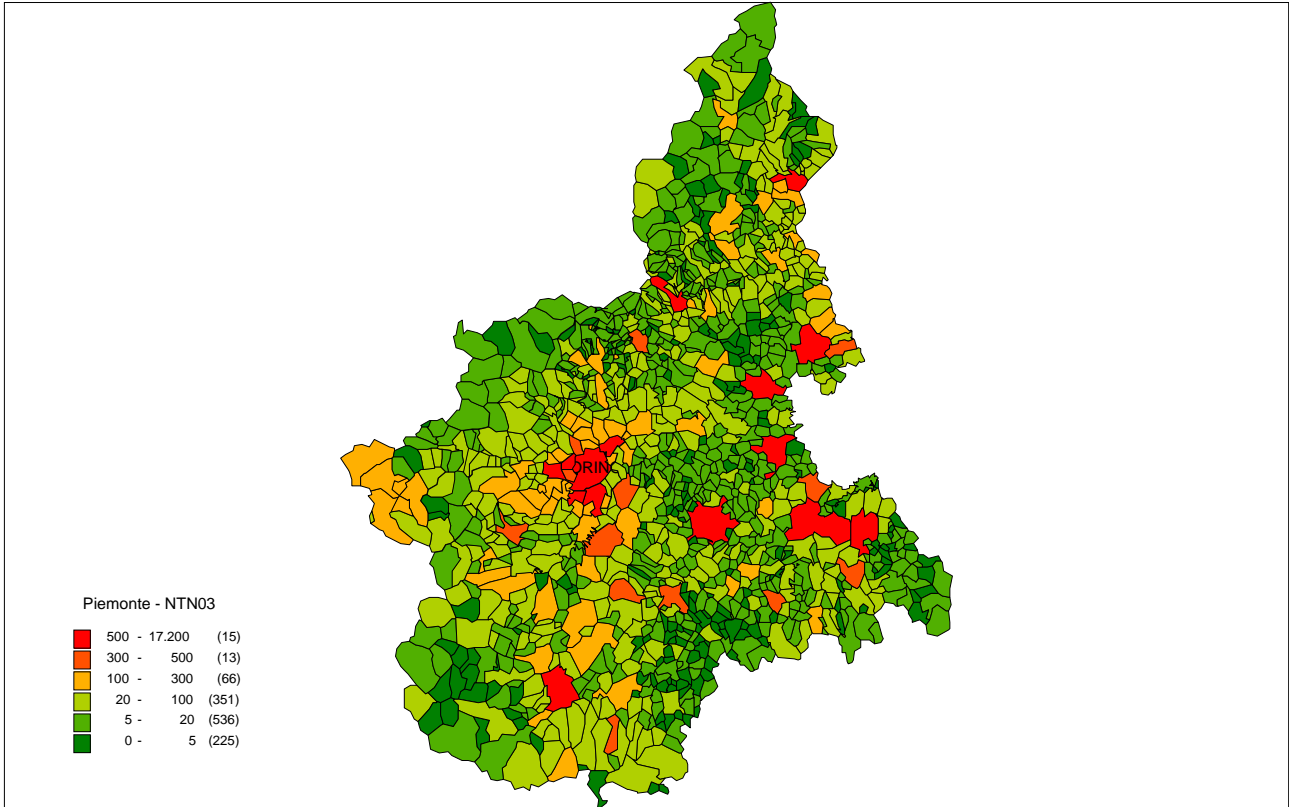 ORIN
Piemonte - NTN03
500 - 17.200 (15)
300 - 500 (13)
100 - 300 (66)
20 - 100 (351)
5 - 20 (536)
0 - 5 (225)